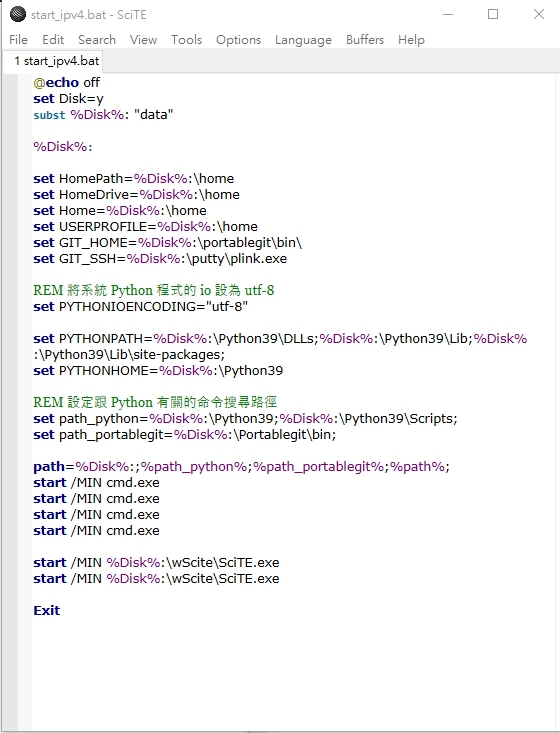 start_ipv4.bat - SciTE
File Edit Search View Tools Options Language Buffers Help
1 start_ipv4.bat
@echo off
set Disk=y
subst %Disk%: "data"
%Disk%:
set HomePath=%Disk%:\home
set HomeDrive=%Disk%:\home
set Home=%Disk%:\home
set USERPROFILE=%Disk%:\home
set GIT_HOME=%Disk%:\portablegit\bin\
set GIT_SSH=%Disk%:\putty\plink.exe
REM 將系統 Python 程式的 io 設為 utf-8
set PYTHONIOENCODING="utf-8"
set PYTHONPATH=%Disk%:\Python39\DLLs;%Disk%:\Python39\Lib;%Disk%
:\Python39\Lib\site-packages;
set PYTHONHOME=%Disk%:\Python39
REM 設定跟 Python 有關的命令搜尋路徑
set path_python=%Disk%:\Python39;%Disk%:\Python39\Scripts;
set path_portablegit=%Disk%:\Portablegit\bin;
path=%Disk%:;%path_python%;%path_portablegit%;%path%;
start /MIN cmd.exe
start /MIN cmd.exe
start /MIN cmd.exe
start /MIN cmd.exe
start /MIN %Disk%:\wScite\SciTE.exe
start /MIN %Disk%:\wScite\SciTE.exe
Exit